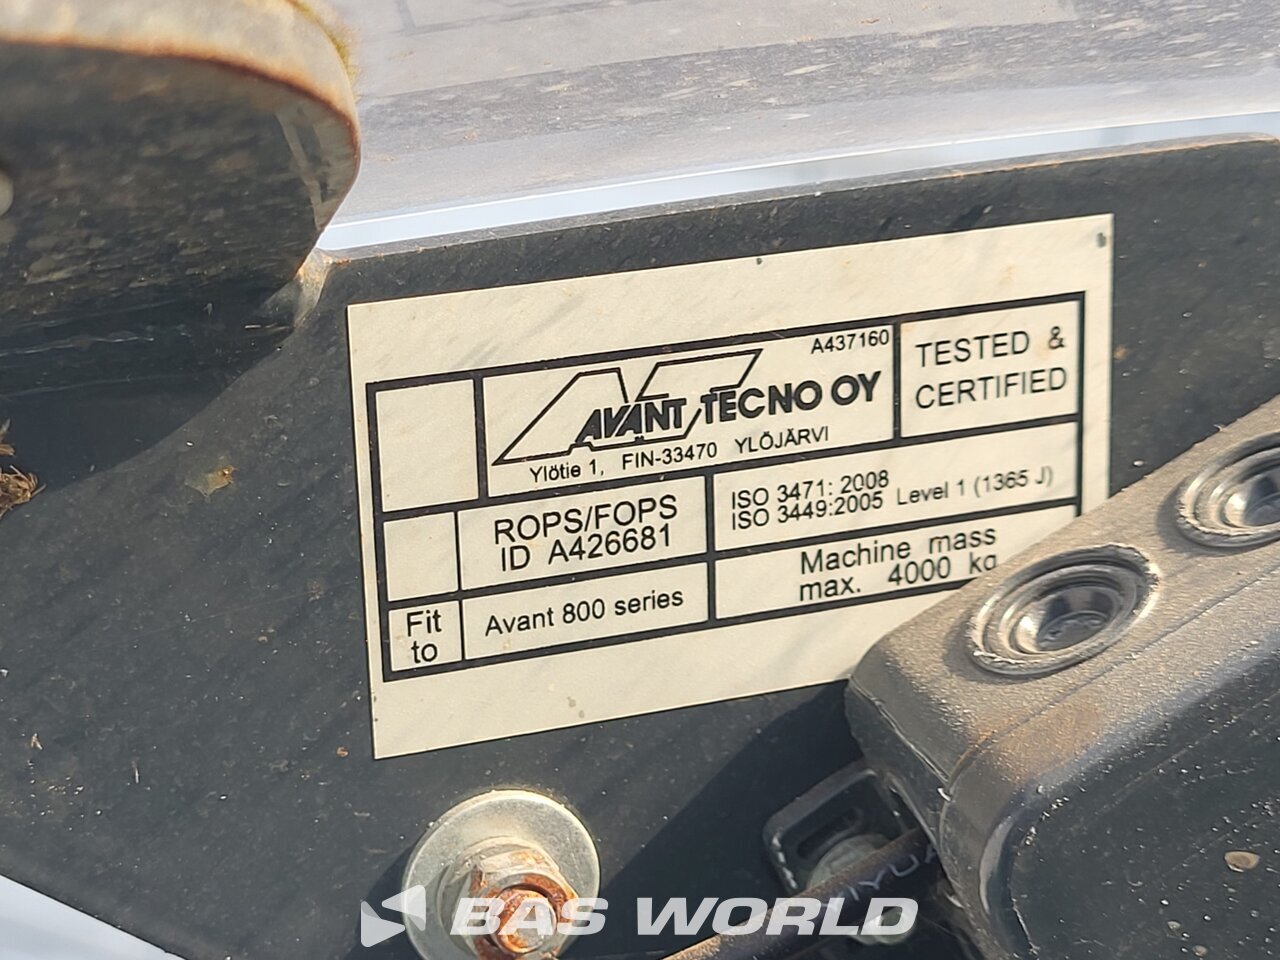 A437160
AVANT TECNO OY
Ylötie 1, FIN-33470 YLÖJÄRVI
TESTED &
CERTIFIED
ROPS/FOPS
ID A426681
ISO 3471: 2008
ISO 3449:2005 Level 1 (1365 J)
Fit
to
Avant 800 series
Machine mass
max. 4000 kg
BAS WORLD